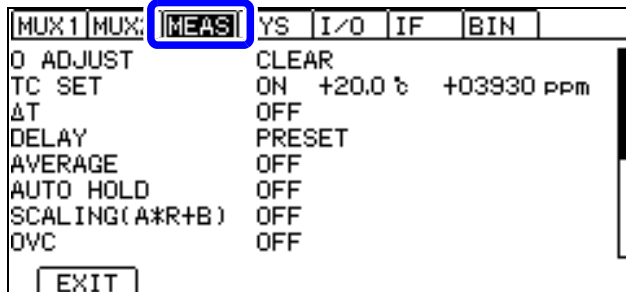 MUX1 MUX2 MEAS YS I/O IF BIN
0 ADJUST CLEAR
TC SET ON +20.0 ℃ +03930 ppm
ΔT OFF
DELAY PRESET
AVERAGE OFF
AUTO HOLD OFF
SCALING(A*R+B) OFF
OVC OFF
EXIT